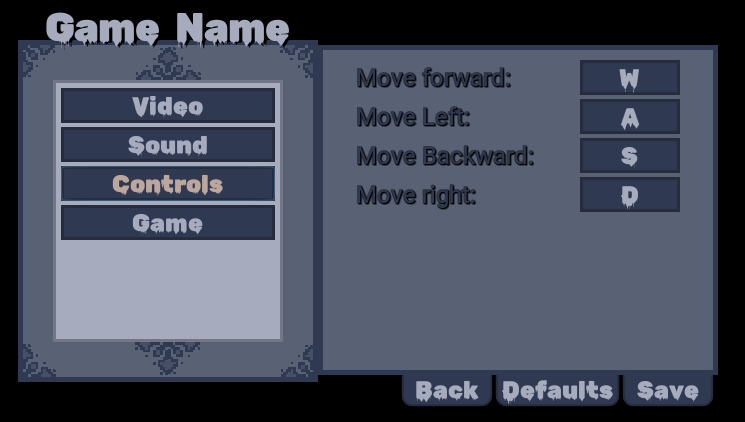 Game Name
Video
Sound
Controls
Game
Move forward: W
Move Left: A
Move Backward: S
Move right: D
Back Defaults Save